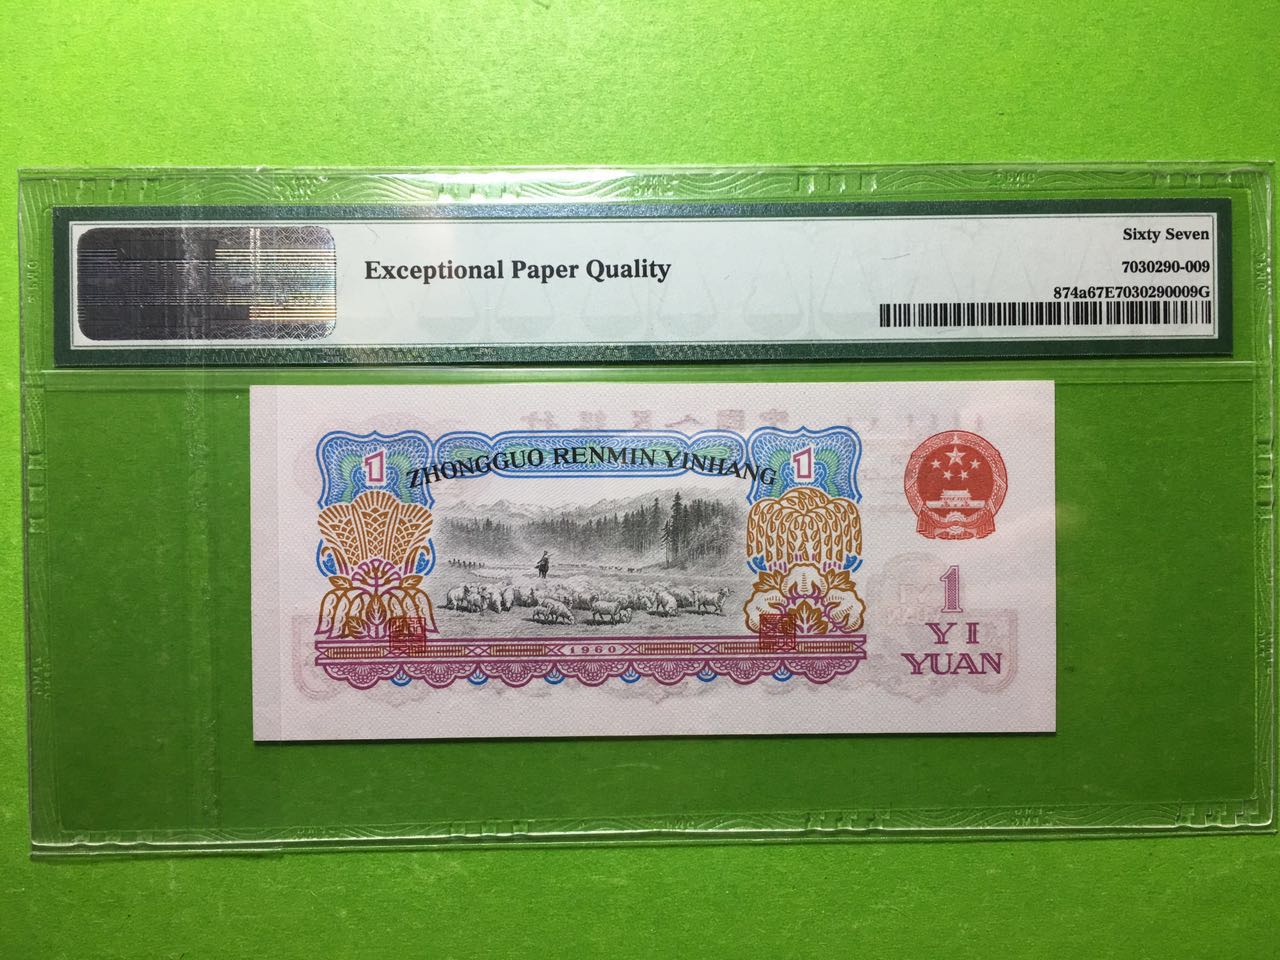 Sixty Seven
Exceptional Paper Quality
7030290-009
874a67E7030290009G
1 ZHONGGUO RENMIN YINHANG 1
1960
1
YI
YUAN